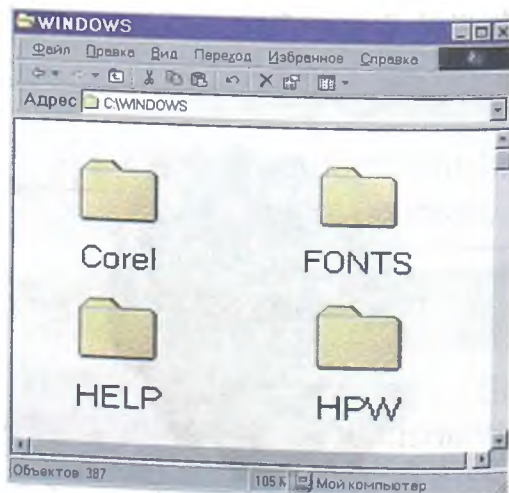 WINDOWS
Файл Правка Вид Переход Избранное Справка
Адрес C:\WINDOWS
Corel FONTS
HELP HPW
Объектов 387 105 Б Мой компьютер